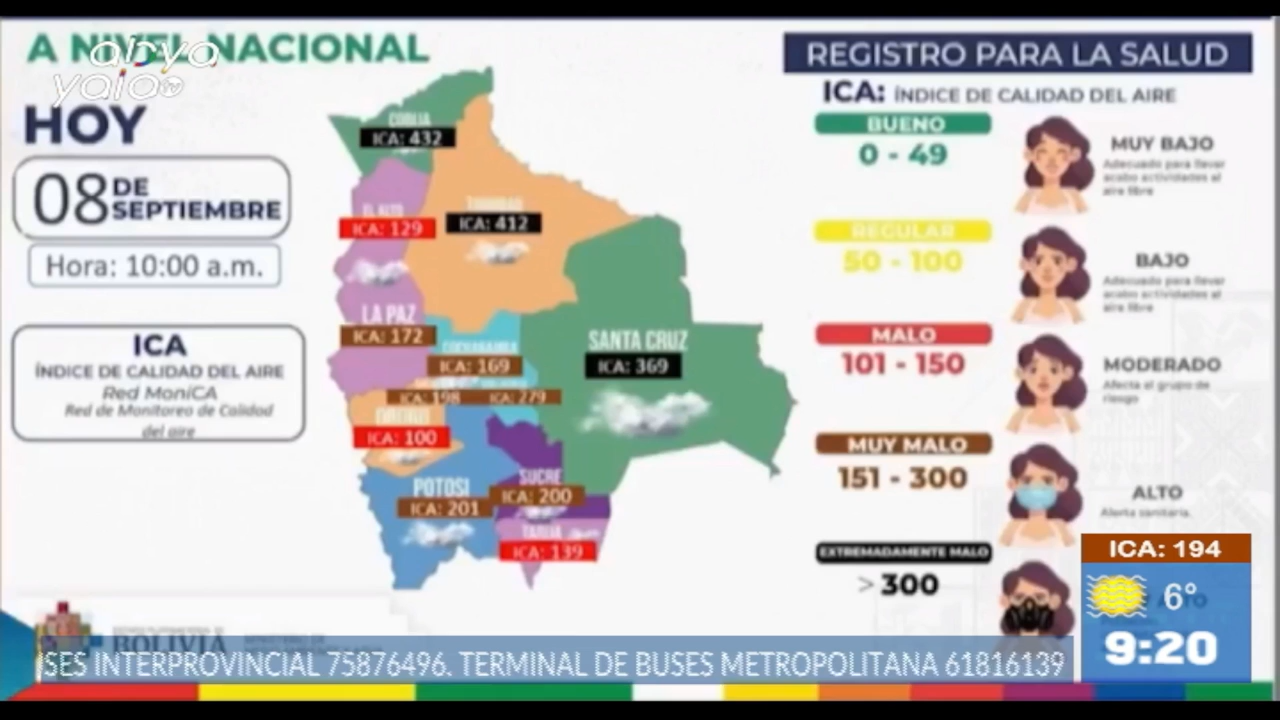 A NIVEL NACIONAL
abya
yala tv
HOY
08 DE
SEPTIEMBRE
Hora: 10:00 a.m.
ICA
ÍNDICE DE CALIDAD DEL AIRE
Red MoniCA
Red de Monitoreo de Calidad
del aire
COBIJA
ICA: 432
EL ALTO
ICA: 129
TRINIDAD
ICA: 412
LA PAZ
ICA: 172
COCHABAMBA
ICA: 169
ICA: 198
ICA: 279
SANTA CRUZ
ICA: 369
ORURO
ICA: 100
POTOSI
ICA: 201
SUCRE
ICA: 200
TARIJA
ICA: 139
REGISTRO PARA LA SALUD
ICA: ÍNDICE DE CALIDAD DEL AIRE
BUENO
0 - 49
MUY BAJO
Adecuado para llevar
acabo actividades al
aire libre
REGULAR
50 - 100
BAJO
Adecuado para llevar
acabo actividades al
aire libre
MALO
101 - 150
MODERADO
Afecta al grupo de
riesgo
MUY MALO
151 - 300
ALTO
Alerta sanitaria.
EXTREMADAMENTE MALO
> 300
BOLIVIA
ICA: 194
6°
9:20
SES INTERPROVINCIAL 75876496. TERMINAL DE BUSES METROPOLITANA 61816139